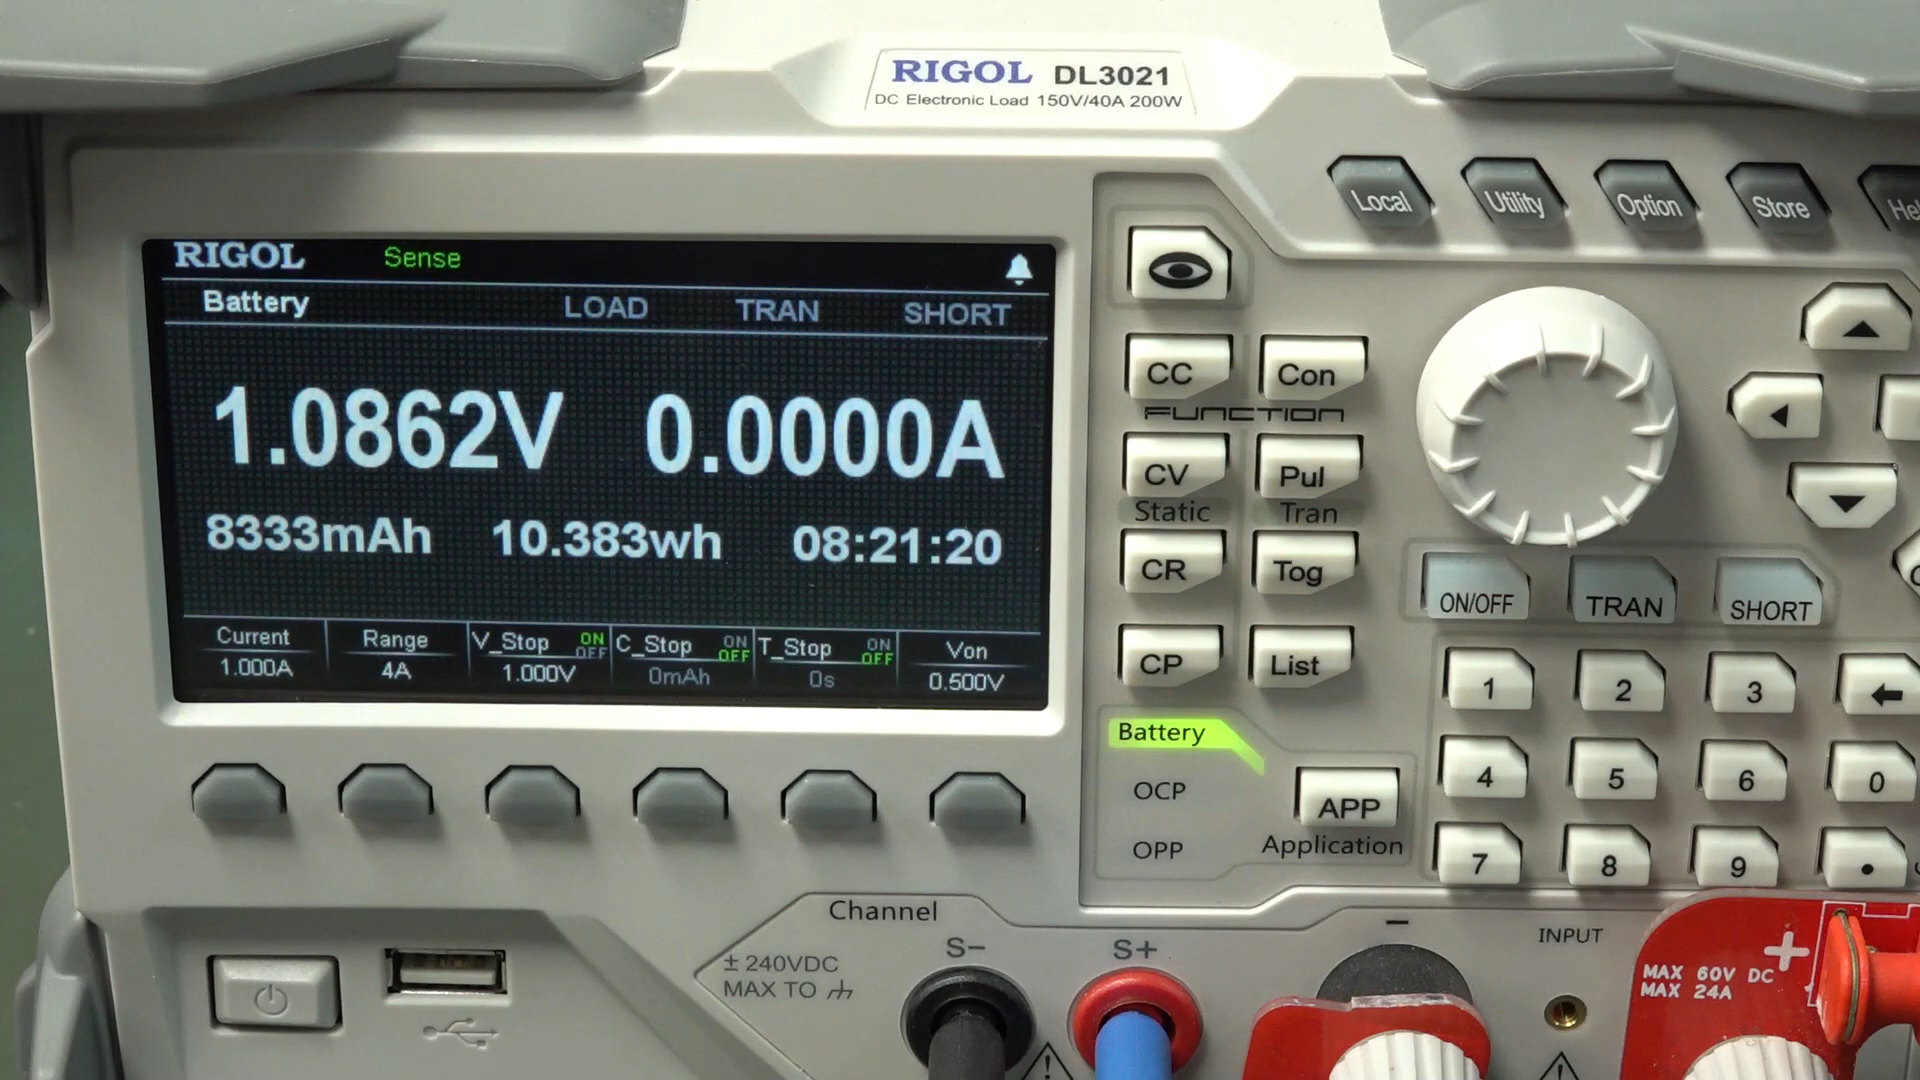 RIGOL DL3021
DC Electronic Load 150V/40A 200W
Local Utility Option Store
RIGOL Sense
Battery LOAD TRAN SHORT
1.0862V 0.0000A
8333mAh 10.383wh 08:21:20
Current Range V_Stop ON OFF C_Stop ON OFF T_Stop ON OFF Von
1.000A 4A 1.000V 0mAh 0s 0.500V
CC Con
FUNCTION
CV Pul
Static Tran
CR Tog
CP List
ON/OFF TRAN SHORT
1 2 3
4 5 6 0
7 8 9 .
Battery
OCP
OPP
APP
Application
Channel
S− S+
± 240VDC
MAX TO
− INPUT +
MAX 60V DC
MAX 24A